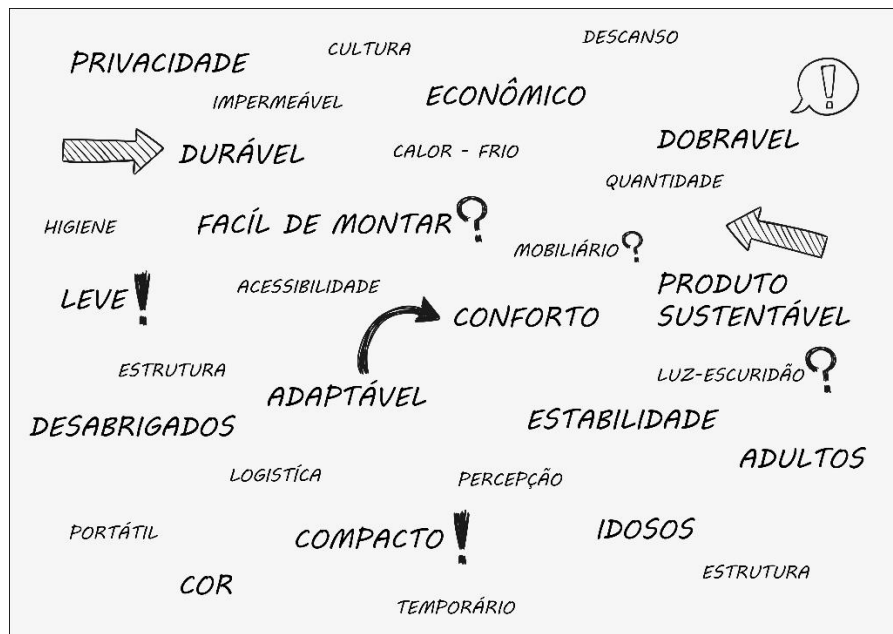 DESCANSO
CULTURA
PRIVACIDADE
IMPERMEÁVEL
ECONÔMICO
!
DURÁVEL
CALOR - FRIO
DOBRAVEL
QUANTIDADE
HIGIENE
FACÍL DE MONTAR?
MOBILIÁRIO?
LEVE!
ACESSIBILIDADE
CONFORTO
PRODUTO
SUSTENTÁVEL
ESTRUTURA
LUZ-ESCURIDÃO?
ADAPTÁVEL
DESABRIGADOS
ESTABILIDADE
ADULTOS
LOGISTÍCA
PERCEPÇÃO
PORTÁTIL
COMPACTO!
IDOSOS
COR
ESTRUTURA
TEMPORÁRIO